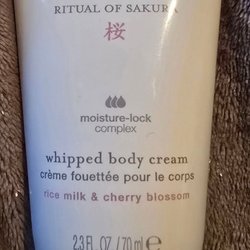 RITUAL OF SAKURA
桜
moisture-lock
complex
whipped body cream
crème fouettée pour le corps
rice milk & cherry blossom
2.3 FL OZ / 70 ml ℮